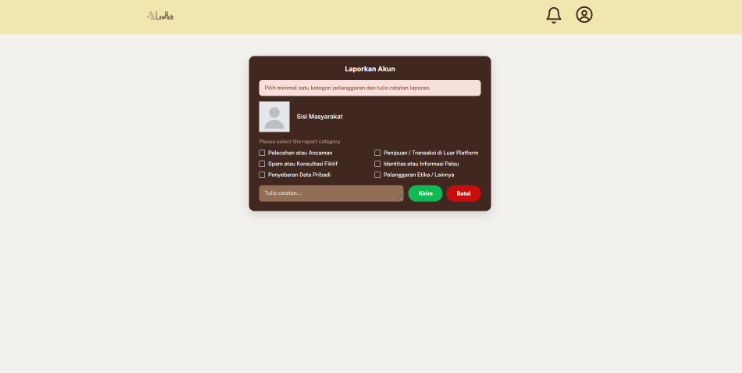 LawHub
Laporkan Akun
Pilih minimal satu kategori pelanggaran dan tulis catatan laporan.
Sisi Masyarakat
Please select the report category
Pelecehan atau Ancaman
Penipuan / Transaksi di Luar Platform
Spam atau Konsultasi Fiktif
Identitas atau Informasi Palsu
Penyebaran Data Pribadi
Pelanggaran Etika / Lainnya
Tulis catatan...
Kirim
Batal